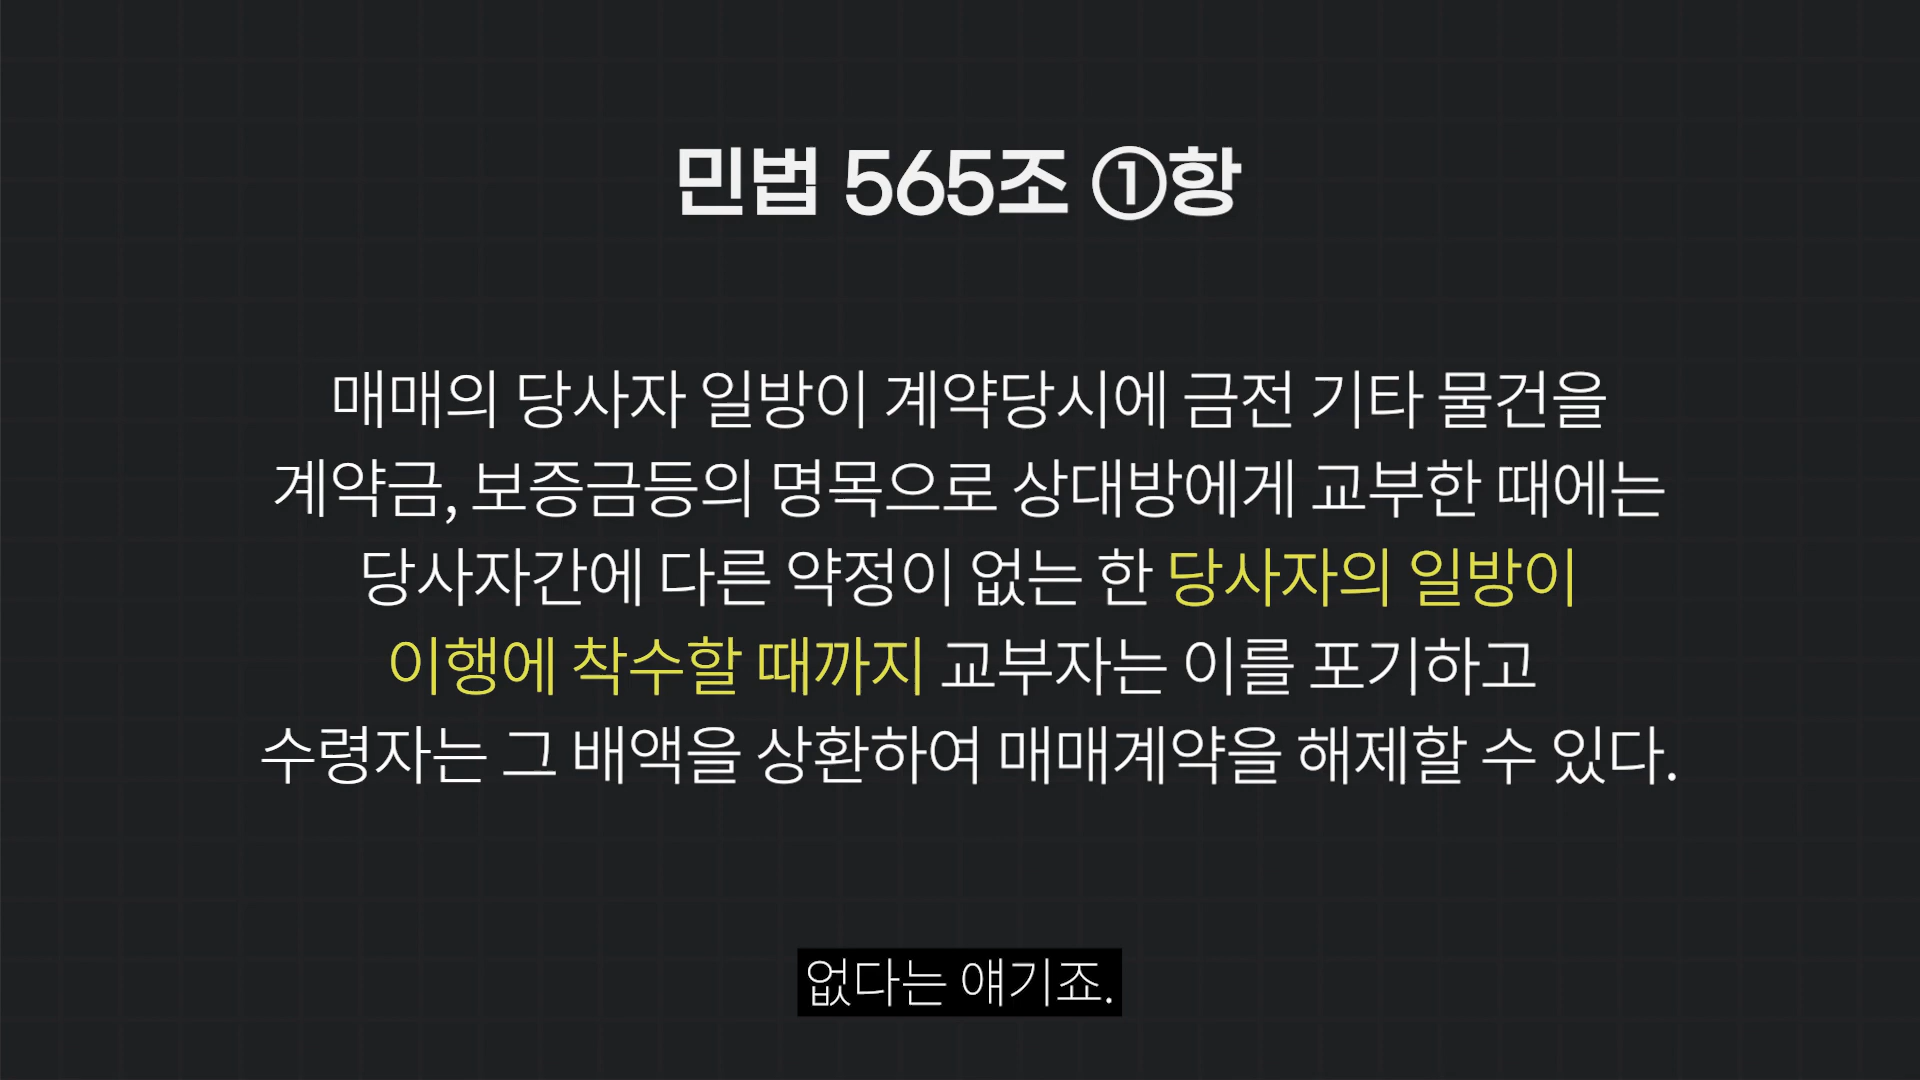 민법 565조 ①항
매매의 당사자 일방이 계약당시에 금전 기타 물건을
계약금, 보증금등의 명목으로 상대방에게 교부한 때에는
당사자간에 다른 약정이 없는 한 당사자의 일방이
이행에 착수할 때까지 교부자는 이를 포기하고
수령자는 그 배액을 상환하여 매매계약을 해제할 수 있다.
없다는 얘기죠.